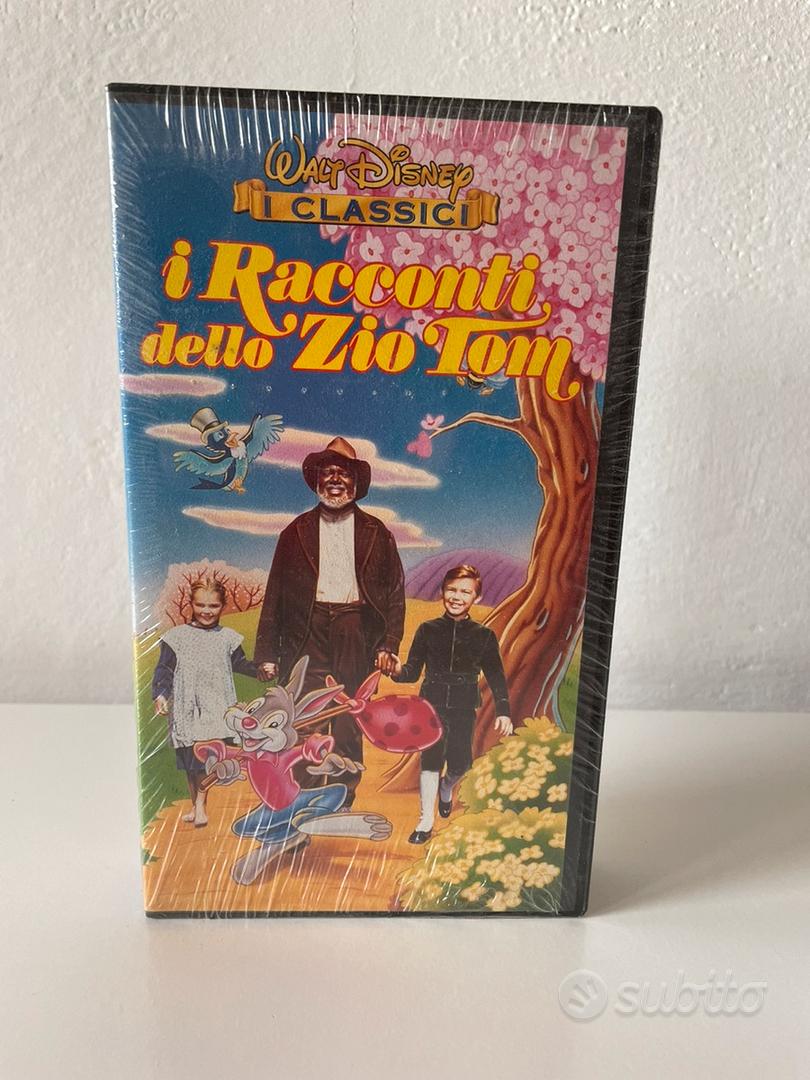 WALT DISNEY
I CLASSICI
i Racconti
dello Zio Tom
subito